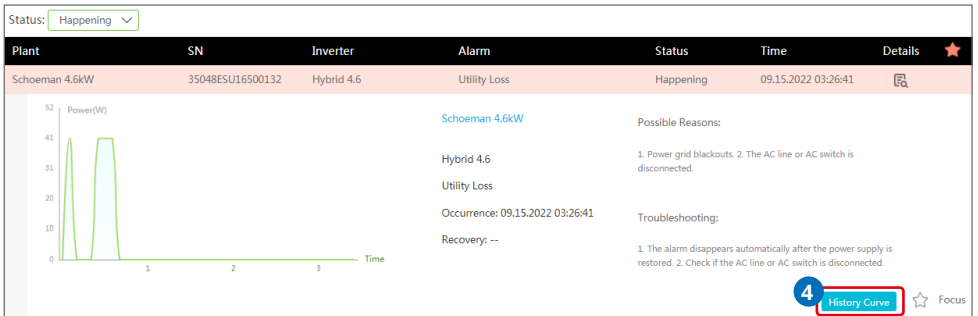 Status: Happening
Plant SN Inverter Alarm Status Time Details
Schoeman 4.6kW 35048ESU16500132 Hybrid 4.6 Utility Loss Happening 09.15.2022 03:26:41
Power(W)
52
41
31
20
10
0
1 2 3
Time
Schoeman 4.6kW
Hybrid 4.6
Utility Loss
Occurrence: 09.15.2022 03:26:41
Recovery: --
Possible Reasons:
1. Power grid blackouts. 2. The AC line or AC switch is
disconnected.
Troubleshooting:
1. The alarm disappears automatically after the power supply is
restored. 2. Check if the AC line or AC switch is disconnected.
4
History Curve
Focus